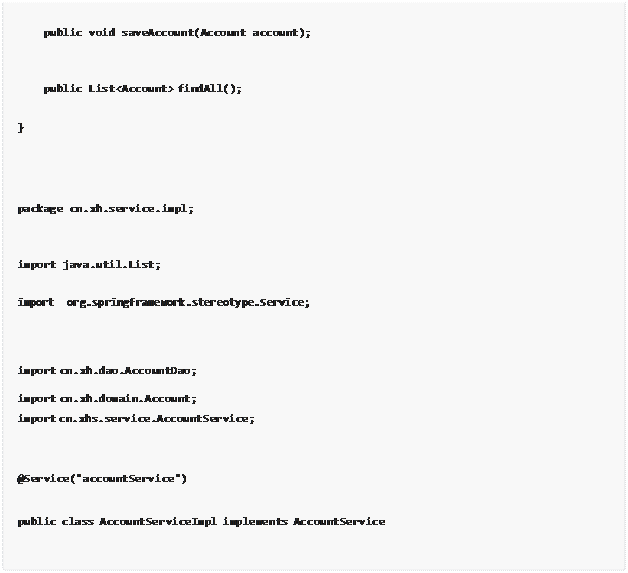 public void saveAccount(Account account);
public List<Account> findAll();
}
package cn.xh.service.impl;
import java.util.List;
import org.springframework.stereotype.Service;
import cn.xh.dao.AccountDao;
import cn.xh.domain.Account;
import cn.xhs.service.AccountService;
@Service("accountService")
public class AccountServiceImpl implements AccountService